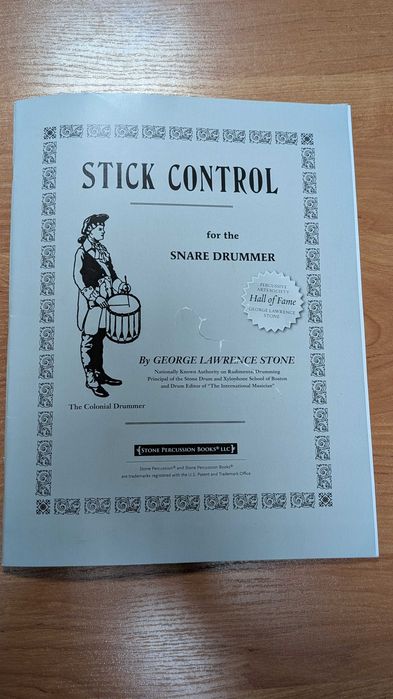 STICK CONTROL
for the
SNARE DRUMMER
PERCUSSIVE
ARTS SOCIETY
Hall of Fame
GEORGE LAWRENCE
STONE
By GEORGE LAWRENCE STONE
Nationally Known Authority on Rudiments, Drumming
Principal of the Stone Drum and Xylophone School of Boston
and Drum Editor of "The International Musician"
The Colonial Drummer
STONE PERCUSSION BOOKS® LLC
Stone Percussion® and Stone Percussion Books®
are trademarks registered with the U.S. Patent and Trademark Office